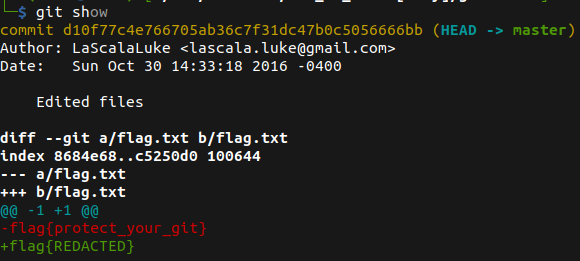 $ git show
commit d10f77c4e766705ab36c7f31dc47b0c5056666bb (HEAD -> master)
Author: LaScalaLuke <lascala.luke@gmail.com>
Date:   Sun Oct 30 14:33:18 2016 -0400

    Edited files

diff --git a/flag.txt b/flag.txt
index 8684e68..c5250d0 100644
--- a/flag.txt
+++ b/flag.txt
@@ -1 +1 @@
-flag{protect_your_git}
+flag{REDACTED}